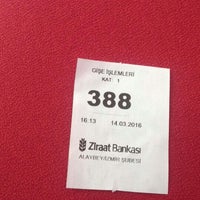 GİŞE İŞLEMLERİ
KAT: 1
388
16:13 14.03.2016
Ziraat Bankası
ALAYBEY/İZMİR ŞUBESİ